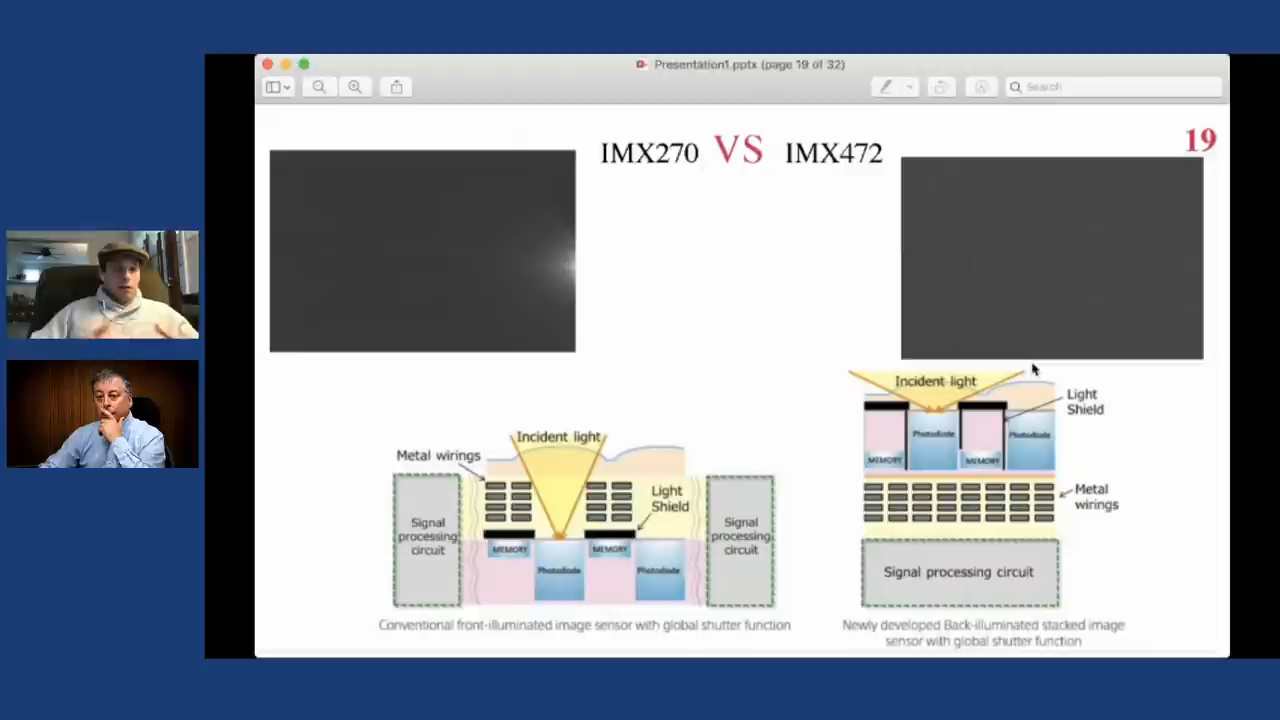 Presentation1.pptx (page 19 of 32)
Search
19
IMX270 VS IMX472
Incident light
Light
Shield
Photodiode
Photodiode
MEMORY
MEMORY
Metal
wirings
Signal processing circuit
Newly developed Back-illuminated stacked image
sensor with global shutter function
Incident light
Metal wirings
Light
Shield
Signal
processing
circuit
MEMORY
MEMORY
Photodiode
Photodiode
Signal
processing
circuit
Conventional front-illuminated image sensor with global shutter function